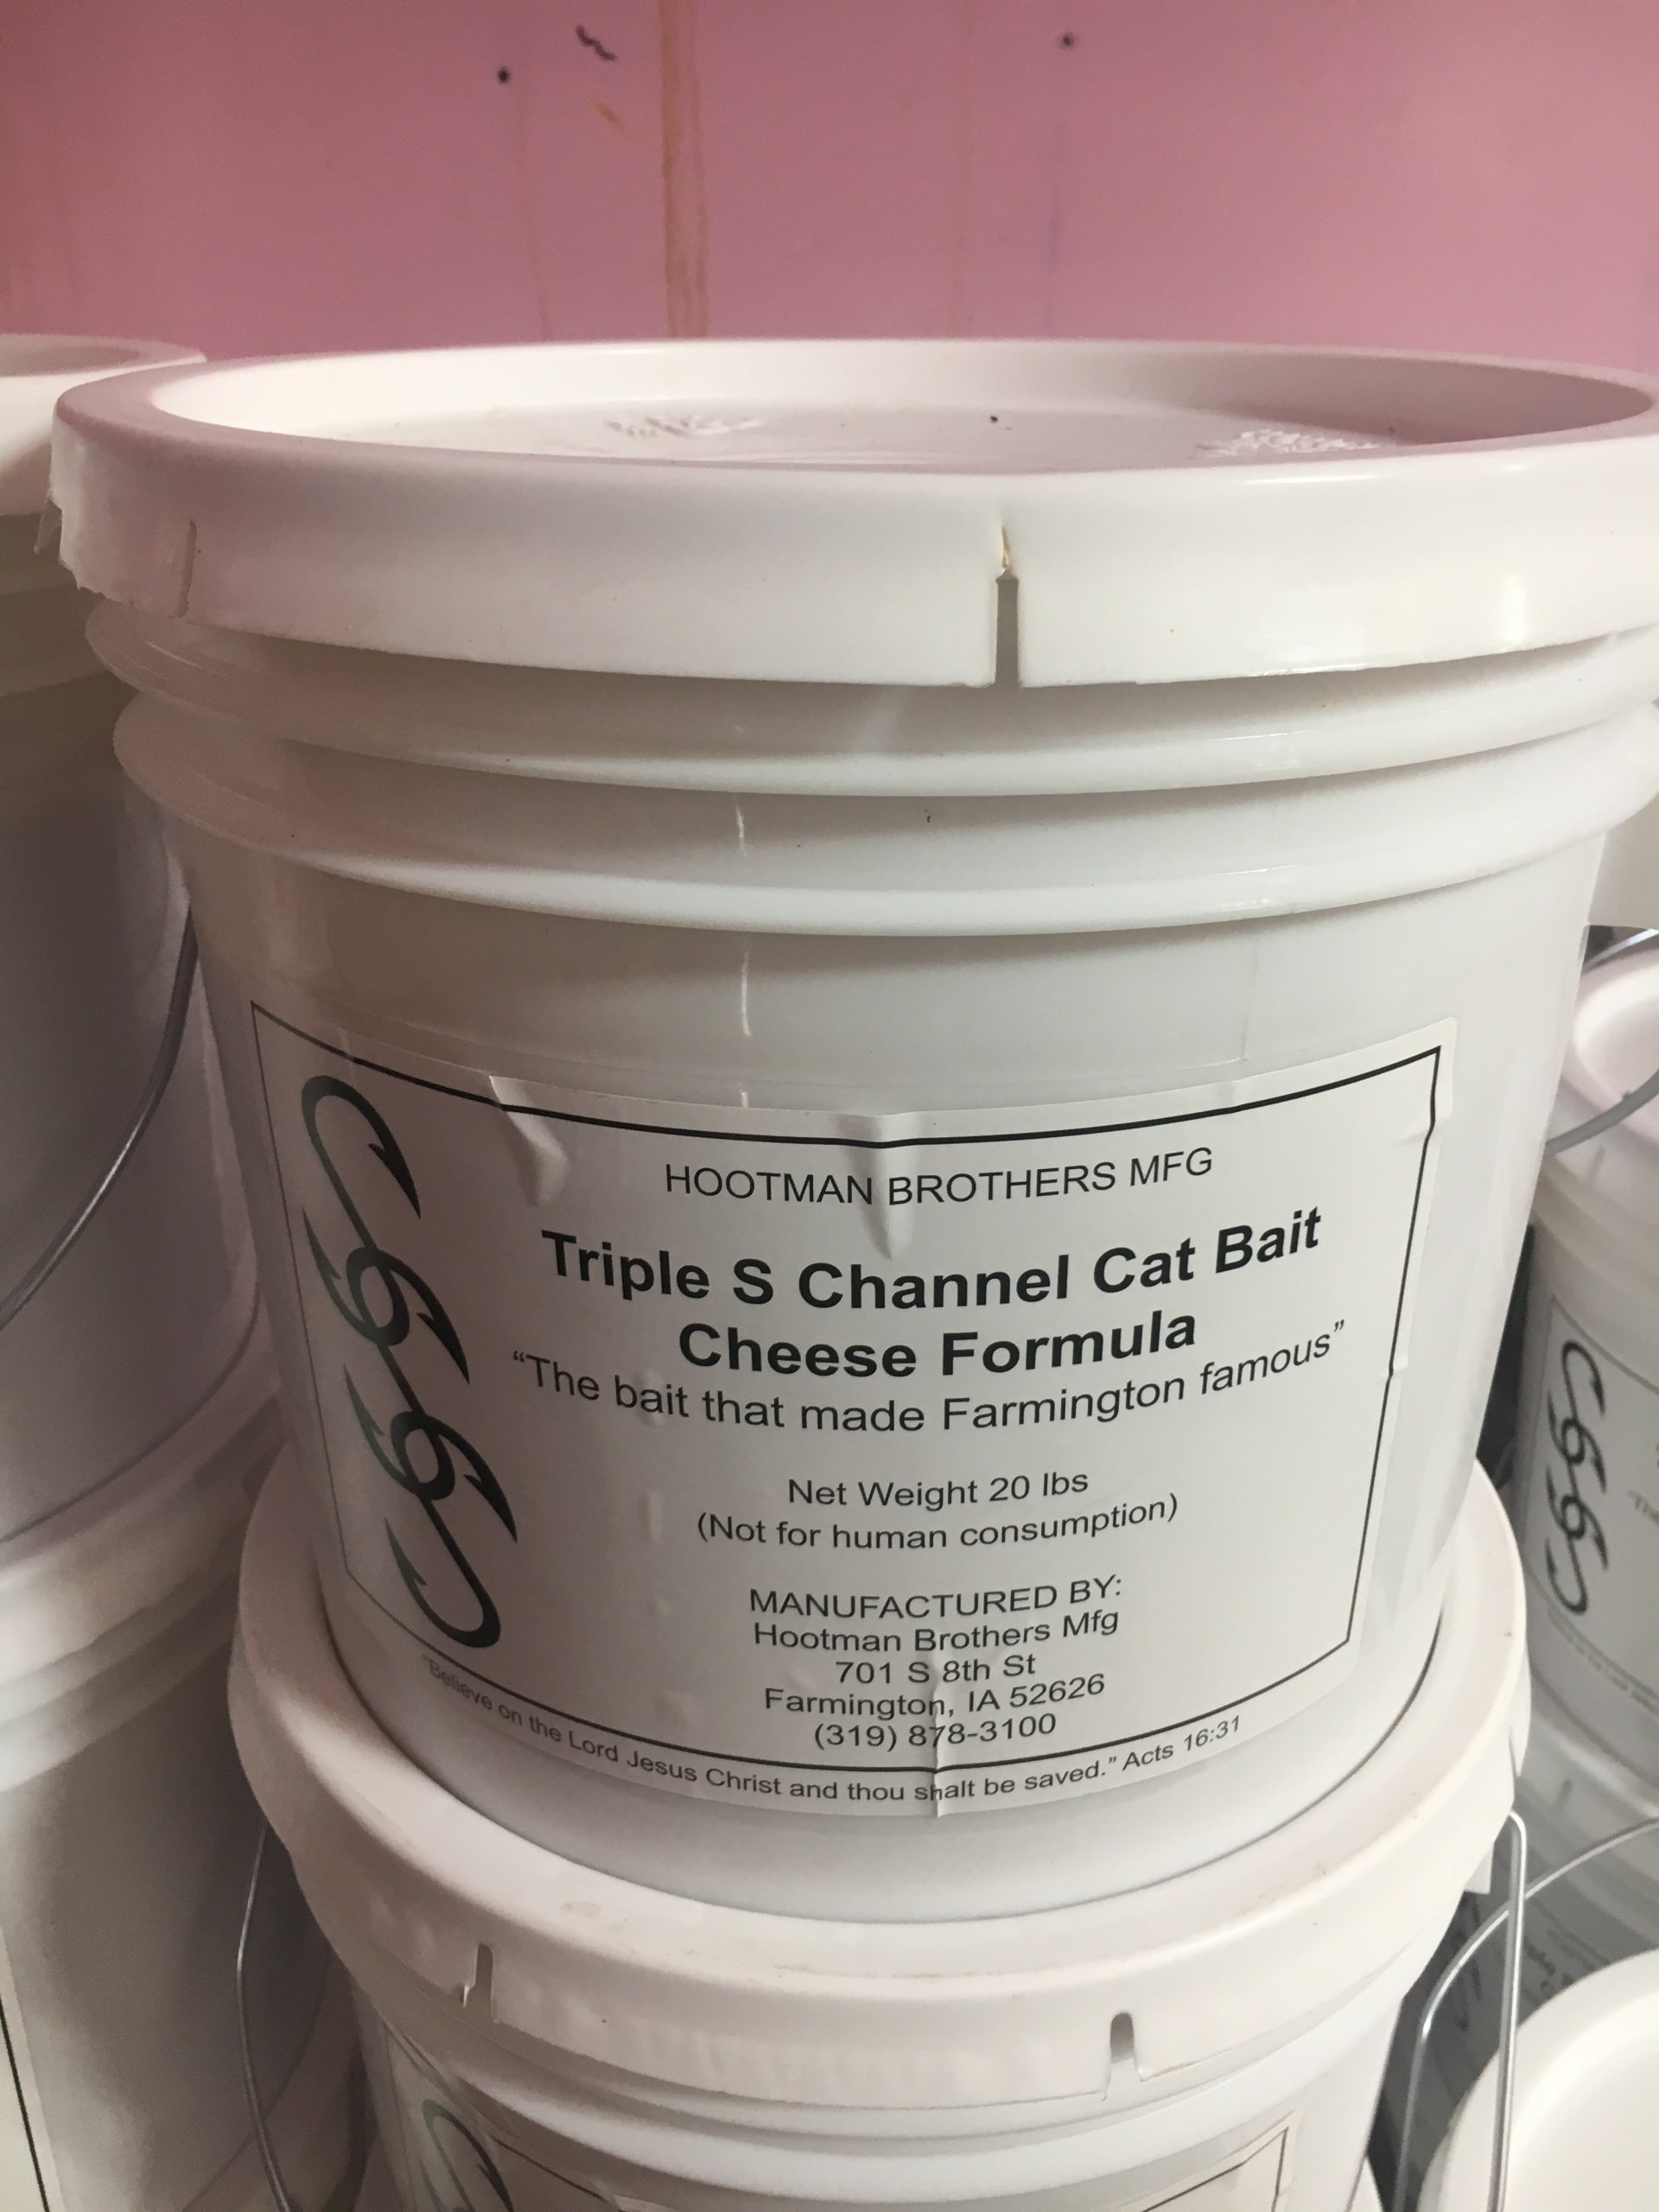 HOOTMAN BROTHERS MFG
Triple S Channel Cat Bait
Cheese Formula
“The bait that made Farmington famous”
Net Weight 20 lbs
(Not for human consumption)
MANUFACTURED BY:
Hootman Brothers Mfg
701 S 8th St
Farmington, IA 52626
(319) 878-3100
“Believe on the Lord Jesus Christ and thou shalt be saved.” Acts 16:31